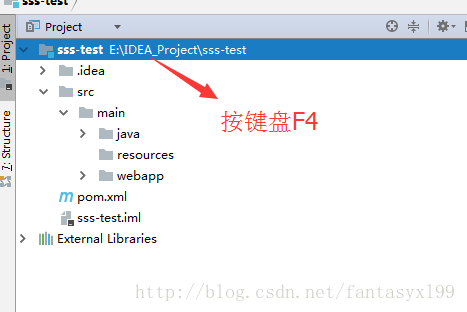 sss-test
Project
1: Project
7: Structure
sss-test E:\IDEA_Project\sss-test
.idea
src
main
java
resources
webapp
m pom.xml
sss-test.iml
External Libraries
按键盘F4
http://blog.csdn.net/fantasyxl99